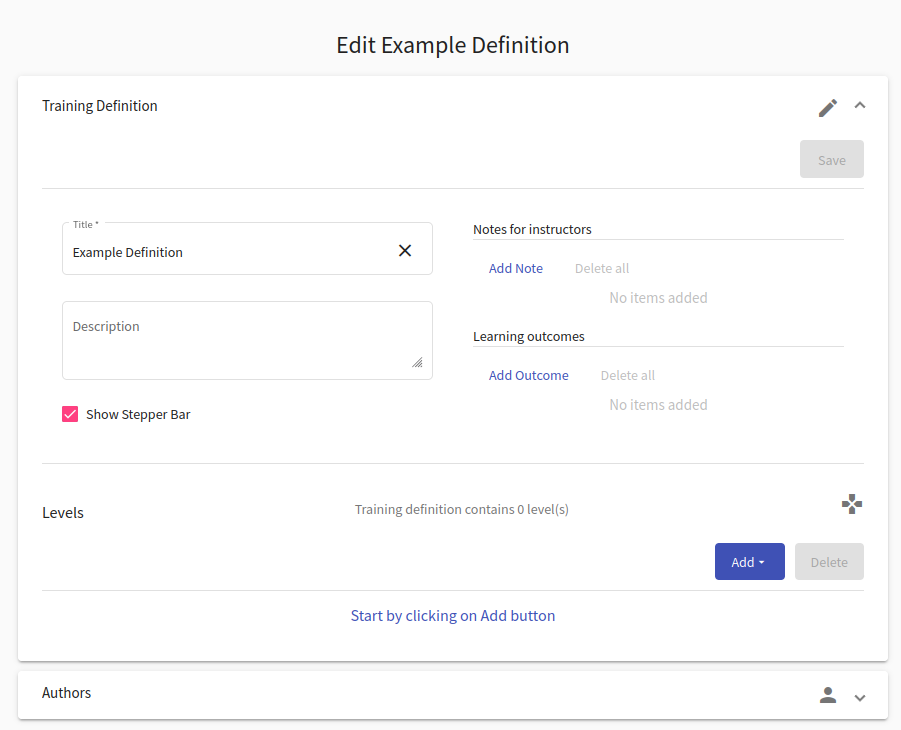 Edit Example Definition
Training Definition
Save
Title *
Example Definition
Description
Show Stepper Bar
Notes for instructors
Add Note Delete all
No items added
Learning outcomes
Add Outcome Delete all
No items added
Levels
Training definition contains 0 level(s)
Add Delete
Start by clicking on Add button
Authors